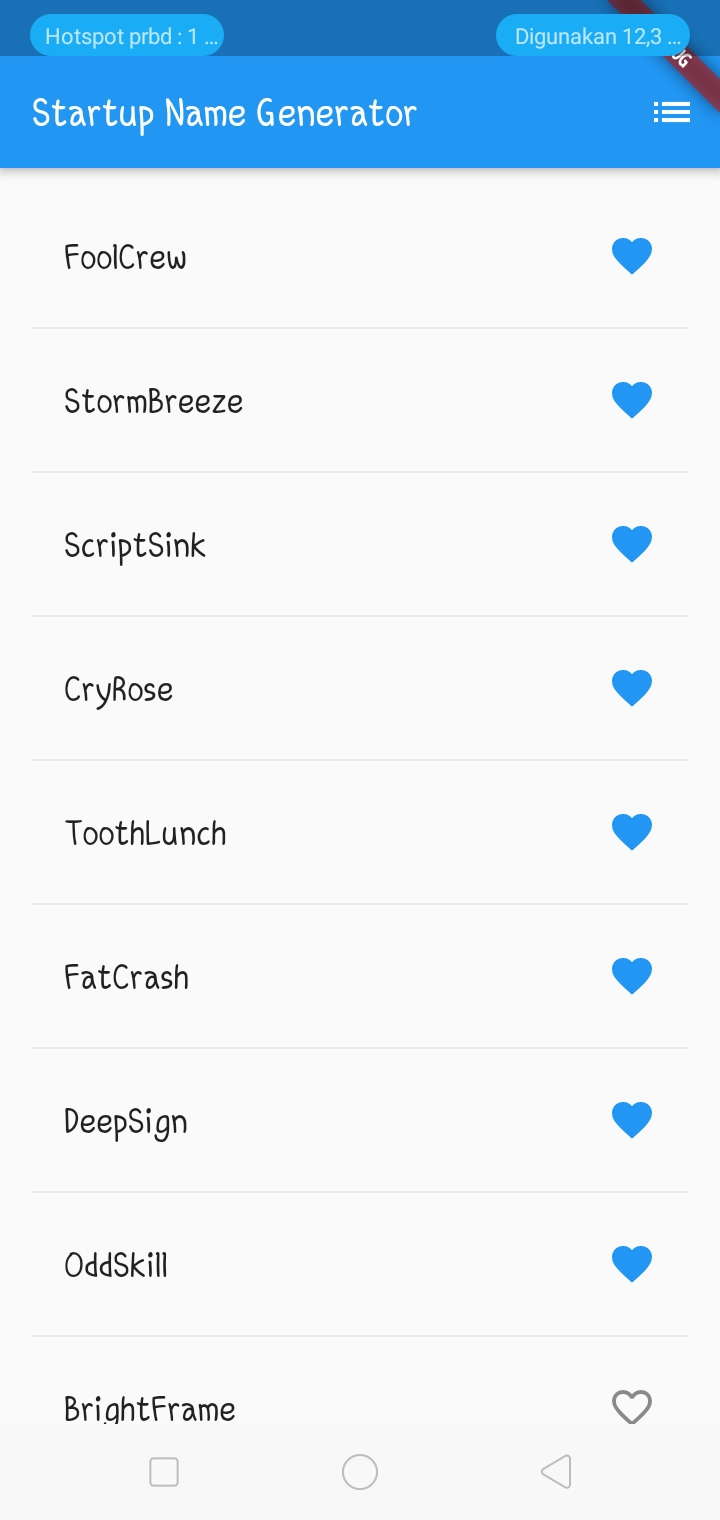 Hotspot prbd : 1 ...
Digunakan 12,3 ...
Startup Name Generator
FoolCrew
StormBreeze
ScriptSink
CryRose
ToothLunch
FatCrash
DeepSign
OddSkill
BrightFrame